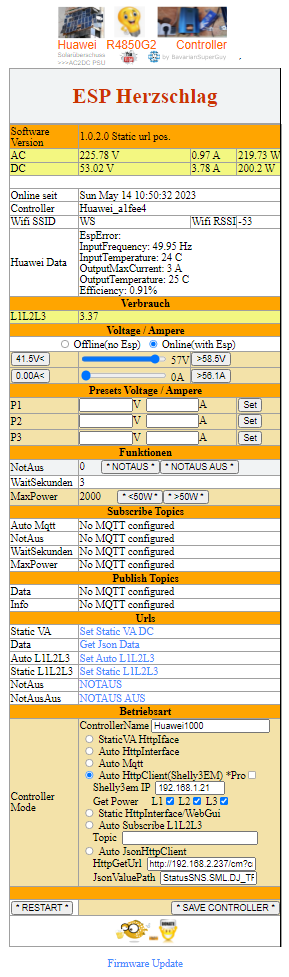 Huawei R4850G2 Controller
Solarüberschuss
>>>AC2DC PSU
by BavarianSuperGuy
ESP Herzschlag
Software Version 1.0.2.0 Static url pos.
AC 225.78 V 0.97 A 219.73 W
DC 53.02 V 3.78 A 200.2 W
Online seit Sun May 14 10:50:32 2023
Controller Huawei_a1fee4
Wifi SSID WS Wifi RSSI -53
Huawei Data
EspError:
InputFrequency: 49.95 Hz
InputTemperature: 24 C
OutputMaxCurrent: 3 A
OutputTemperature: 25 C
Efficiency: 0.91%
Verbrauch
L1L2L3 3.37
Voltage / Ampere
Offline(no Esp) Online(with Esp)
41.5V< 57V >58.5V
0.00A< 0A >56.1A
Presets Voltage / Ampere
P1 V A Set
P2 V A Set
P3 V A Set
Funktionen
NotAus 0 * NOTAUS * * NOTAUS AUS *
WaitSekunden 3
MaxPower 2000 * <50W * * >50W *
Subscribe Topics
Auto Mqtt No MQTT configured
NotAus No MQTT configured
WaitSekunden No MQTT configured
MaxPower No MQTT configured
Publish Topics
Data No MQTT configured
Info No MQTT configured
Urls
Static VA Set Static VA DC
Data Get Json Data
Auto L1L2L3 Set Auto L1L2L3
Static L1L2L3 Set Static L1L2L3
NotAus NOTAUS
NotAusAus NOTAUS AUS
Betriebsart
Controller Mode
ControllerName Huawei1000
StaticVA HttpIface
Auto HttpInterface
Auto Mqtt
Auto HttpClient(Shelly3EM) *Pro
Shelly3em IP 192.168.1.21
Get Power L1 L2 L3
Static HttpInterface/WebGui
Auto Subscribe L1L2L3
Topic
Auto JsonHttpClient
HttpGetUrl http://192.168.2.237/cm?c
JsonValuePath StatusSNS.SML.DJ_TF
* RESTART * * SAVE CONTROLLER *
Firmware Update